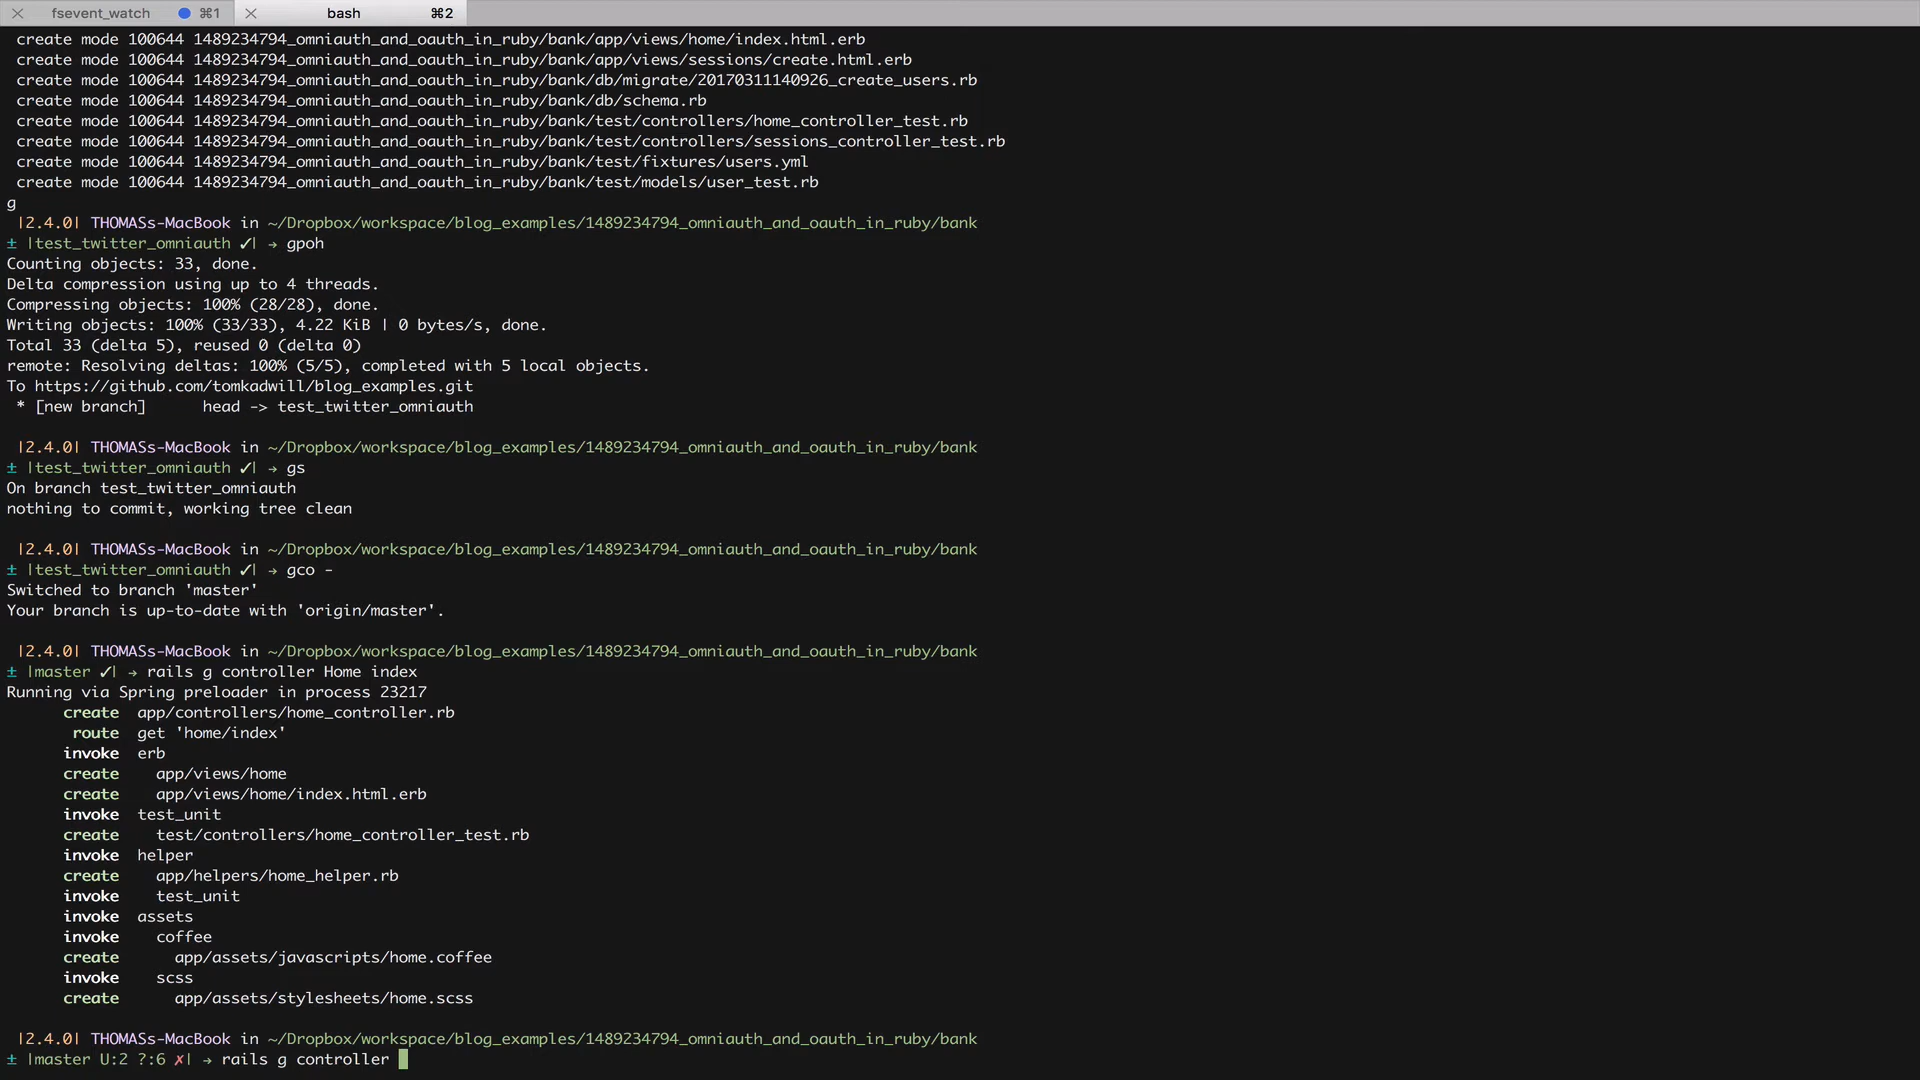 fsevent_watch ⌘1 bash ⌘2
create mode 100644 1489234794_omniauth_and_oauth_in_ruby/bank/app/views/home/index.html.erb
create mode 100644 1489234794_omniauth_and_oauth_in_ruby/bank/app/views/sessions/create.html.erb
create mode 100644 1489234794_omniauth_and_oauth_in_ruby/bank/db/migrate/20170311140926_create_users.rb
create mode 100644 1489234794_omniauth_and_oauth_in_ruby/bank/db/schema.rb
create mode 100644 1489234794_omniauth_and_oauth_in_ruby/bank/test/controllers/home_controller_test.rb
create mode 100644 1489234794_omniauth_and_oauth_in_ruby/bank/test/controllers/sessions_controller_test.rb
create mode 100644 1489234794_omniauth_and_oauth_in_ruby/bank/test/fixtures/users.yml
create mode 100644 1489234794_omniauth_and_oauth_in_ruby/bank/test/models/user_test.rb
g
|2.4.0| THOMASs-MacBook in ~/Dropbox/workspace/blog_examples/1489234794_omniauth_and_oauth_in_ruby/bank
± |test_twitter_omniauth ✓| → gpoh
Counting objects: 33, done.
Delta compression using up to 4 threads.
Compressing objects: 100% (28/28), done.
Writing objects: 100% (33/33), 4.22 KiB | 0 bytes/s, done.
Total 33 (delta 5), reused 0 (delta 0)
remote: Resolving deltas: 100% (5/5), completed with 5 local objects.
To https://github.com/tomkadwill/blog_examples.git
* [new branch]      head -> test_twitter_omniauth
|2.4.0| THOMASs-MacBook in ~/Dropbox/workspace/blog_examples/1489234794_omniauth_and_oauth_in_ruby/bank
± |test_twitter_omniauth ✓| → gs
On branch test_twitter_omniauth
nothing to commit, working tree clean
|2.4.0| THOMASs-MacBook in ~/Dropbox/workspace/blog_examples/1489234794_omniauth_and_oauth_in_ruby/bank
± |test_twitter_omniauth ✓| → gco -
Switched to branch 'master'
Your branch is up-to-date with 'origin/master'.
|2.4.0| THOMASs-MacBook in ~/Dropbox/workspace/blog_examples/1489234794_omniauth_and_oauth_in_ruby/bank
± |master ✓| → rails g controller Home index
Running via Spring preloader in process 23217
create  app/controllers/home_controller.rb
route  get 'home/index'
invoke  erb
create    app/views/home
create    app/views/home/index.html.erb
invoke  test_unit
create    test/controllers/home_controller_test.rb
invoke  helper
create    app/helpers/home_helper.rb
invoke    test_unit
invoke  assets
invoke    coffee
create      app/assets/javascripts/home.coffee
invoke    scss
create      app/assets/stylesheets/home.scss
|2.4.0| THOMASs-MacBook in ~/Dropbox/workspace/blog_examples/1489234794_omniauth_and_oauth_in_ruby/bank
± |master U:2 ?:6 ✗| → rails g controller